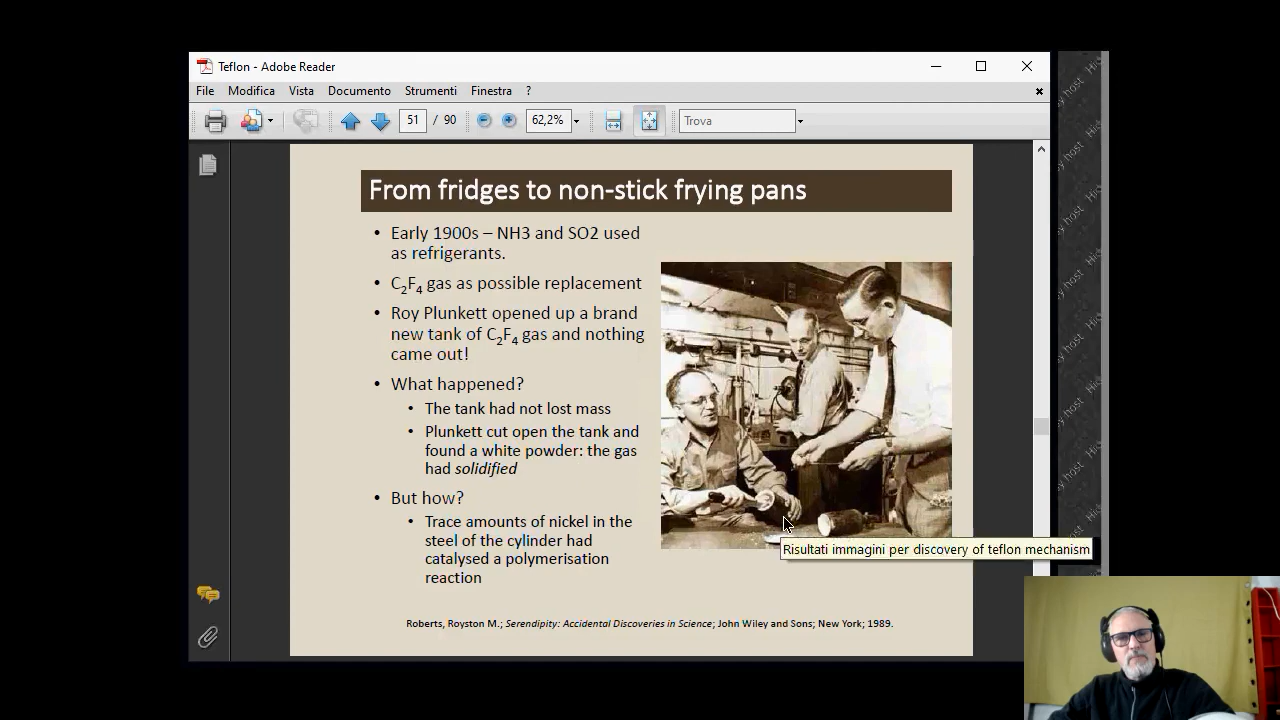 Teflon - Adobe Reader
File Modifica Vista Documento Strumenti Finestra ?
51 / 90 62,2% Trova
From fridges to non-stick frying pans
• Early 1900s – NH3 and SO2 used
as refrigerants.
• C₂F₄ gas as possible replacement
• Roy Plunkett opened up a brand
new tank of C₂F₄ gas and nothing
came out!
• What happened?
• The tank had not lost mass
• Plunkett cut open the tank and
found a white powder: the gas
had solidified
• But how?
• Trace amounts of nickel in the
steel of the cylinder had
catalysed a polymerisation
reaction
Risultati immagini per discovery of teflon mechanism
Roberts, Royston M.; Serendipity: Accidental Discoveries in Science; John Wiley and Sons; New York; 1989.